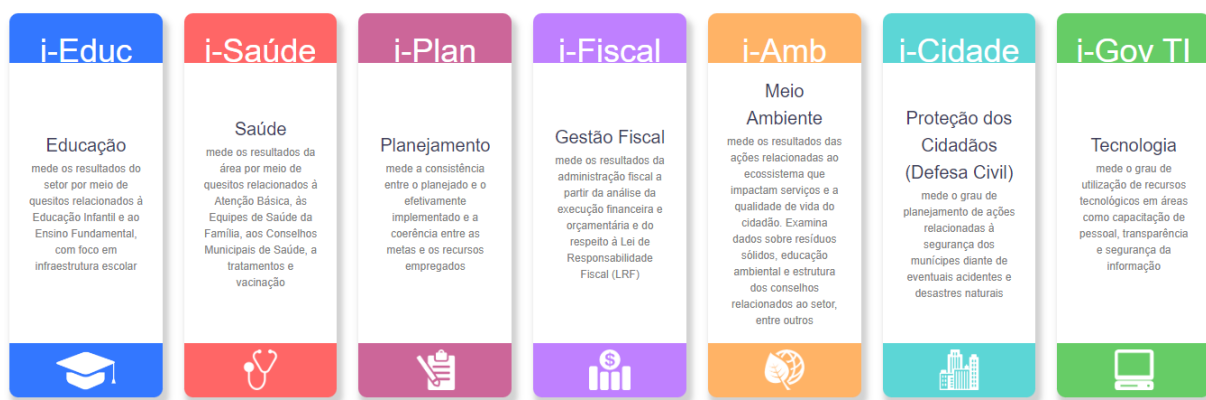 i-Educ
Educação
mede os resultados do
setor por meio de
quesitos relacionados á
Educação Infantil e ao
Ensino Fundamental,
com foco em
infraestrutura escolar
i-Saúde
Saúde
mede os resultados da
área por meio de
quesitos relacionados á
Atenção Básica, ás
Equipes de Saúde da
Família, aos Conselhos
Municipais de Saúde, a
tratamentos e
vacinação
i-Plan
Planejamento
mede a consistência
entre o planejado e o
efetivamente
implementado e a
coerência entre as
metas e os recursos
empregados
i-Fiscal
Gestão Fiscal
mede os resultados da
administração fiscal a
partir da análise da
execução financeira e
orçamentária e do
respeito á Lei de
Responsabilidade
Fiscal (LRF)
i-Amb
Meio
Ambiente
mede os resultados das
ações relacionadas ao
ecossistema que
impactam serviços e a
qualidade de vida do
cidadão. Examina
dados sobre resíduos
sólidos, educação
ambiental e estrutura
dos conselhos
relacionados ao setor,
entre outros
i-Cidade
Proteção dos
Cidadãos
(Defesa Civil)
mede o grau de
planejamento de ações
relacionadas à
segurança dos
munícipes diante de
eventuais acidentes e
desastres naturais
i-Gov TI
Tecnologia
mede o grau de
utilização de recursos
tecnológicos em áreas
como capacitação de
pessoal, transparência
e segurança da
informação